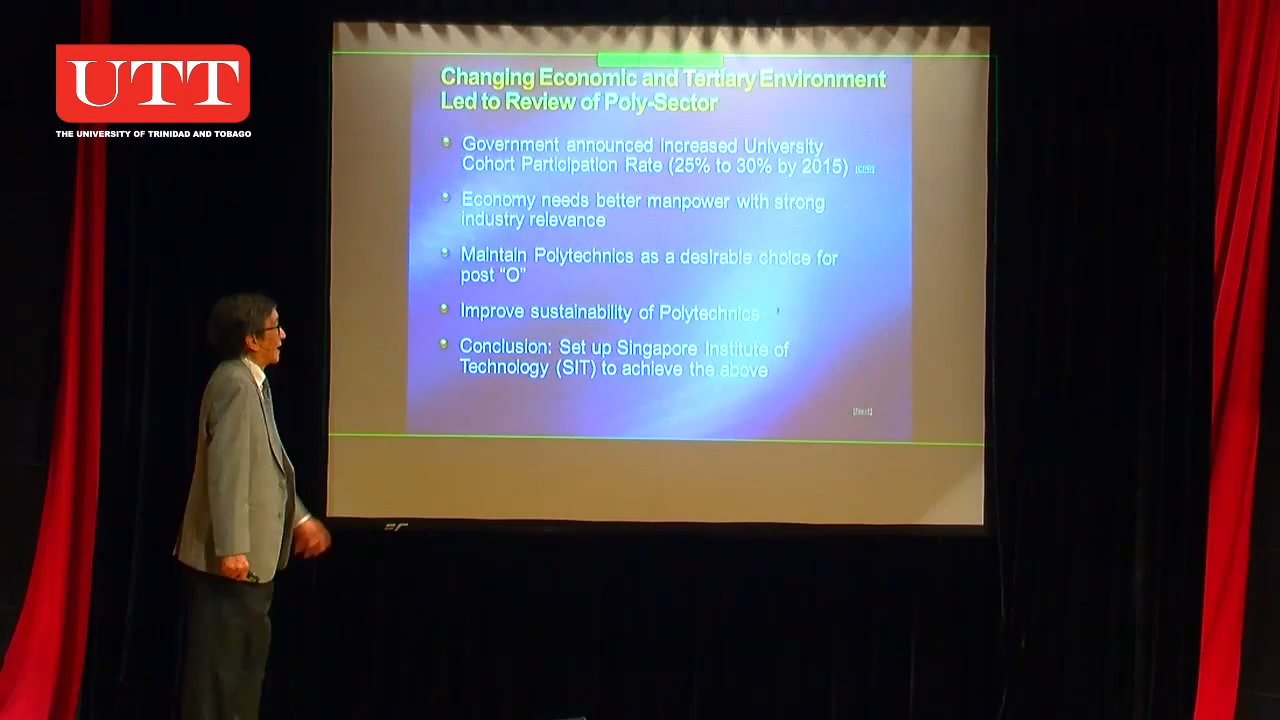 UTT
THE UNIVERSITY OF TRINIDAD AND TOBAGO
Changing Economic and Tertiary Environment
Led to Review of Poly-Sector
Government announced increased University
Cohort Participation Rate (25% to 30% by 2015)
Economy needs better manpower with strong
industry relevance
Maintain Polytechnics as a desirable choice for
post “O”
Improve sustainability of Polytechnics
Conclusion: Set up Singapore Institute of
Technology (SIT) to achieve the above
[Next]